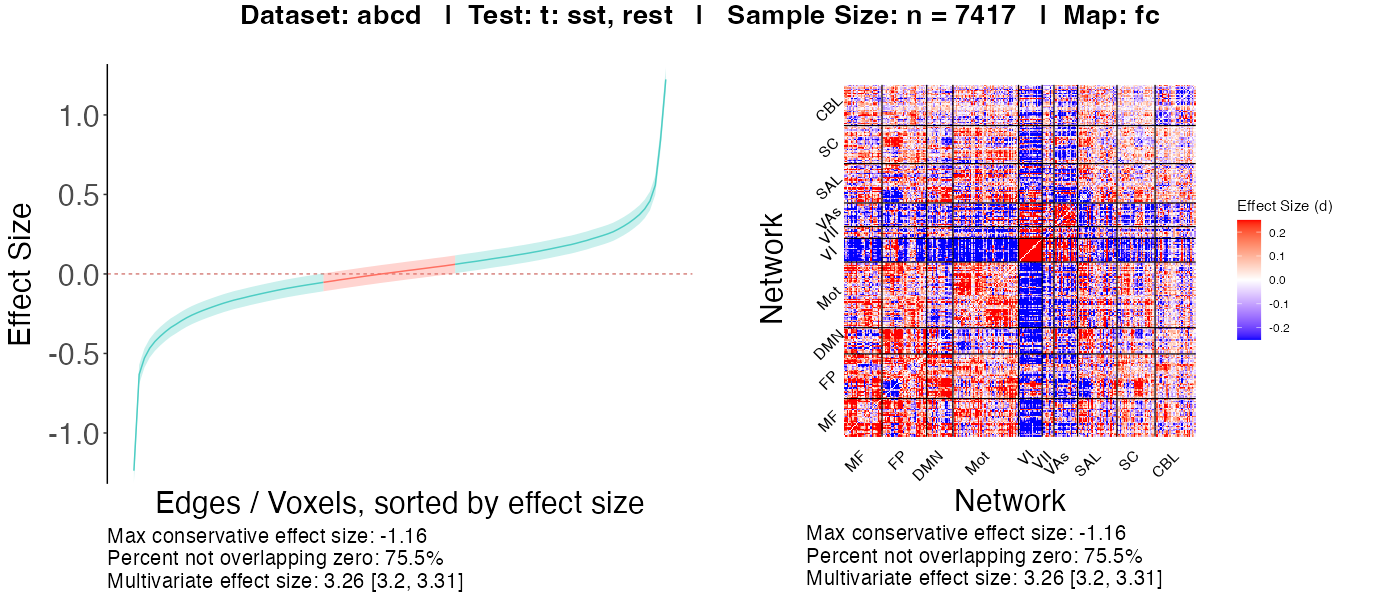 Dataset: abcd | Test: t: sst, rest | Sample Size: n = 7417 | Map: fc
Effect Size
1.0
0.5
0.0
-0.5
-1.0
Edges / Voxels, sorted by effect size
Max conservative effect size: -1.16
Percent not overlapping zero: 75.5%
Multivariate effect size: 3.26 [3.2, 3.31]
Network
CBL
SC
SAL
VAs
VII
VI
Mot
DMN
FP
MF
MF
FP
DMN
Mot
VI
VII
VAs
SAL
SC
CBL
Network
Max conservative effect size: -1.16
Percent not overlapping zero: 75.5%
Multivariate effect size: 3.26 [3.2, 3.31]
Effect Size (d)
0.2
0.1
0.0
-0.1
-0.2